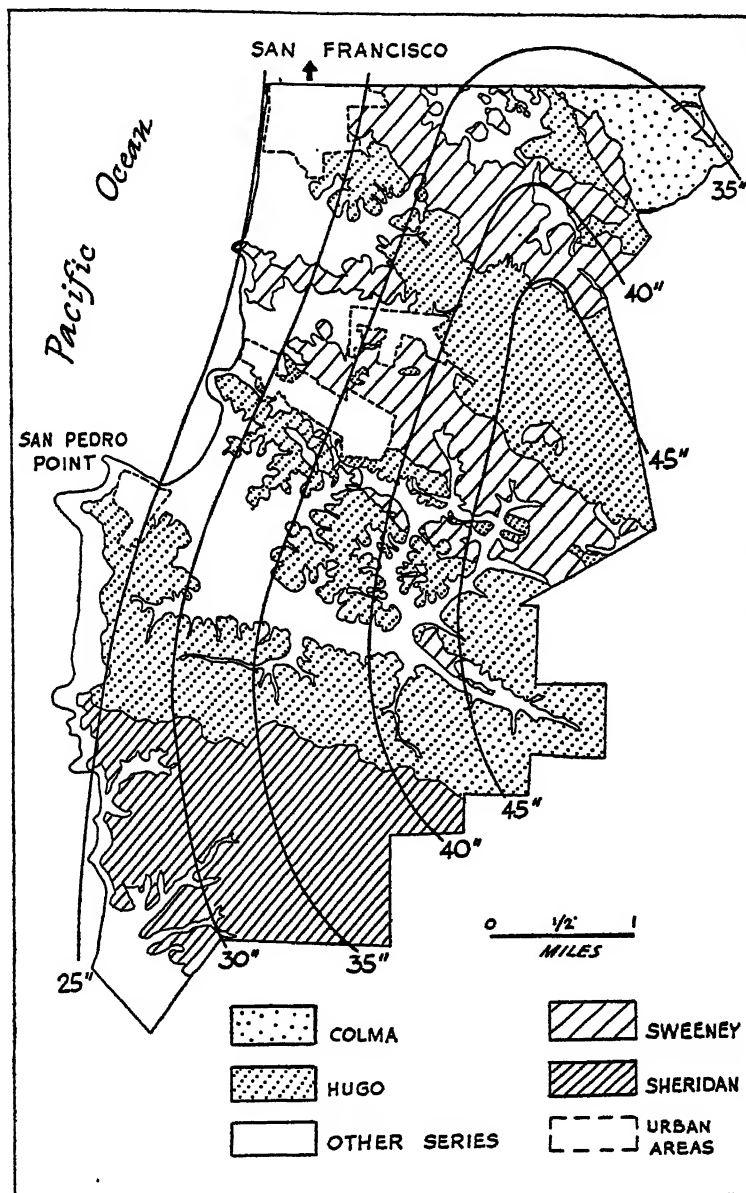 SAN FRANCISCO
Pacific Ocean
35"
40"
45"
SAN PEDRO
POINT
45"
40"
0 1/2 1
MILES
30"
35"
25"
COLMA
SWEENEY
HUGO
SHERIDAN
OTHER SERIES
URBAN
AREAS